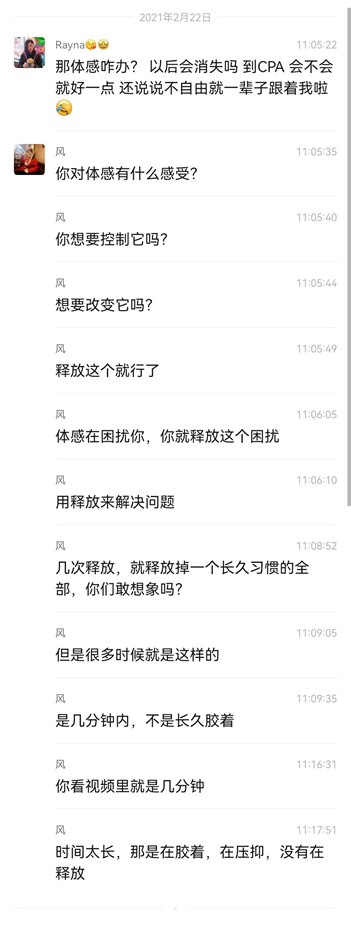 2021年2月22日
Rayna😘🤩 11:05:22
那体感咋办？ 以后会消失吗 到CPA 会不会
就好一点 还说说不自由就一辈子跟着我啦
😂
风 11:05:35
你对体感有什么感受？
风 11:05:40
你想要控制它吗？
风 11:05:44
想要改变它吗？
风 11:05:49
释放这个就行了
风 11:06:05
体感在困扰你，你就释放这个困扰
风 11:06:10
用释放来解决问题
风 11:08:52
几次释放，就释放掉一个长久习惯的全
部，你们敢想象吗？
风 11:09:05
但是很多时候就是这样的
风 11:09:35
是几分钟内，不是长久胶着
风 11:16:31
你看视频里就是几分钟
风 11:17:51
时间太长，那是在胶着，在压抑，没有在
释放